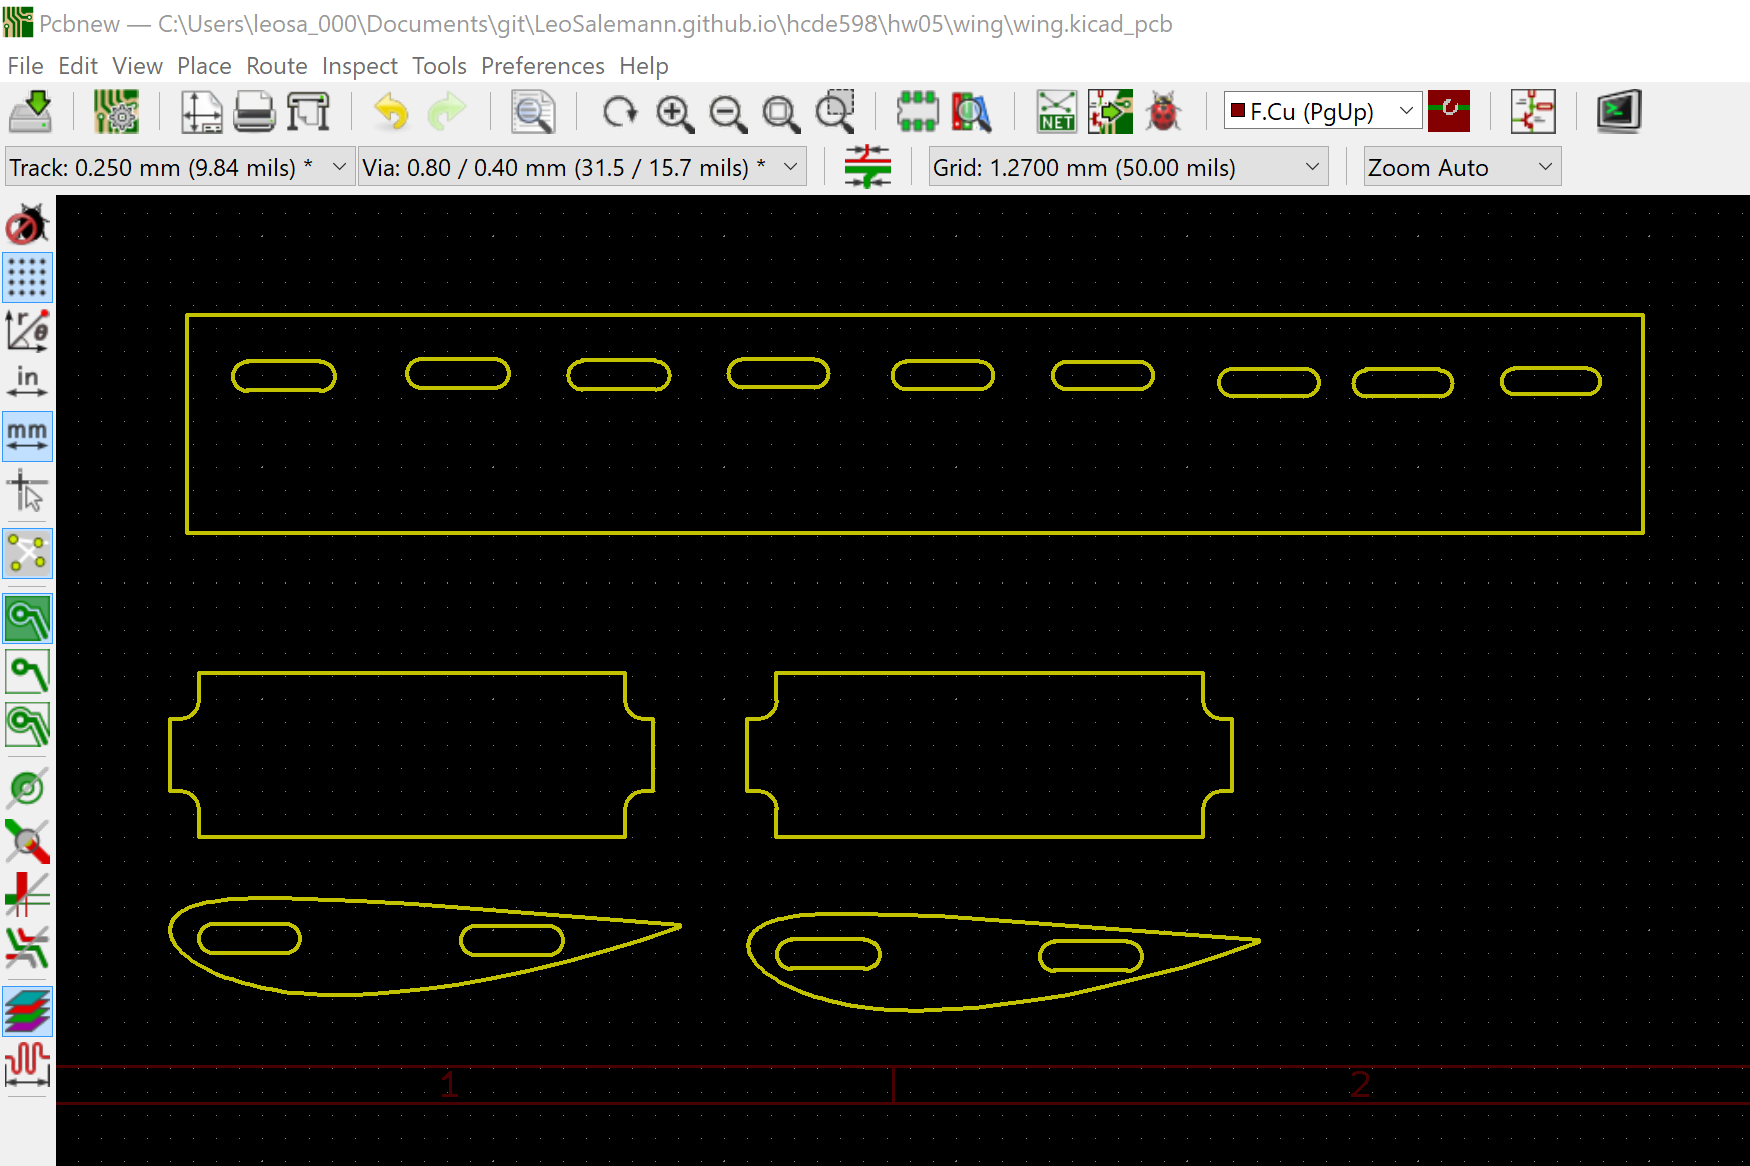 Pcbnew — C:\Users\leosa_000\Documents\git\LeoSalemann.github.io\hcde598\hw05\wing\wing.kicad_pcb
File Edit View Place Route Inspect Tools Preferences Help
NET F.Cu (PgUp)
Track: 0.250 mm (9.84 mils) * Via: 0.80 / 0.40 mm (31.5 / 15.7 mils) * Grid: 1.2700 mm (50.00 mils) Zoom Auto
r θ
in
mm
1 2